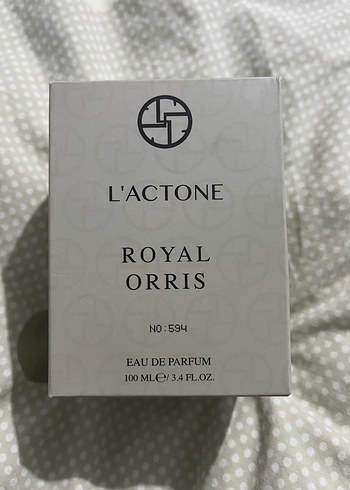 L'ACTONE
ROYAL
ORRIS
NO:594
EAU DE PARFUM
100 ML℮/ 3.4 FL.OZ.